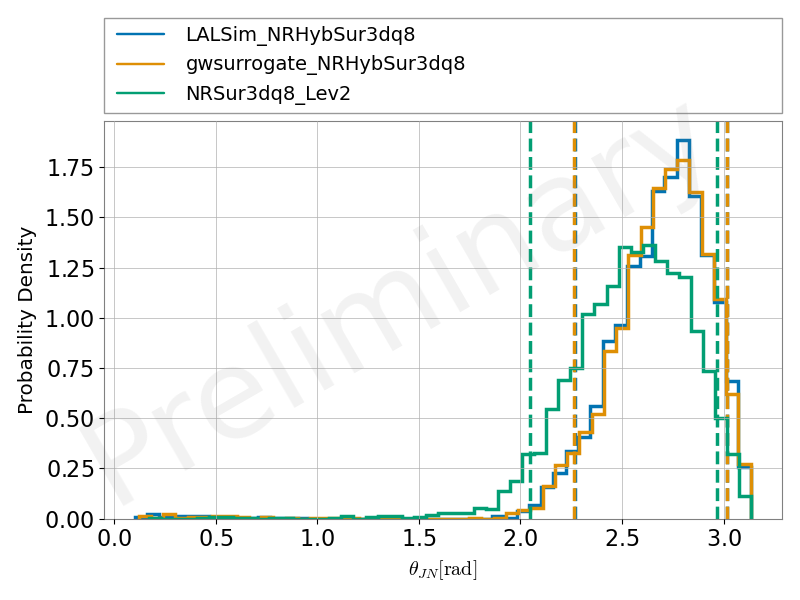 LALSim_NRHybSur3dq8
gwsurrogate_NRHybSur3dq8
NRSur3dq8_Lev2
Preliminary
1.75
1.50
1.25
1.00
0.75
0.50
0.25
0.00
Probability Density
0.0 0.5 1.0 1.5 2.0 2.5 3.0
θ_JN[rad]